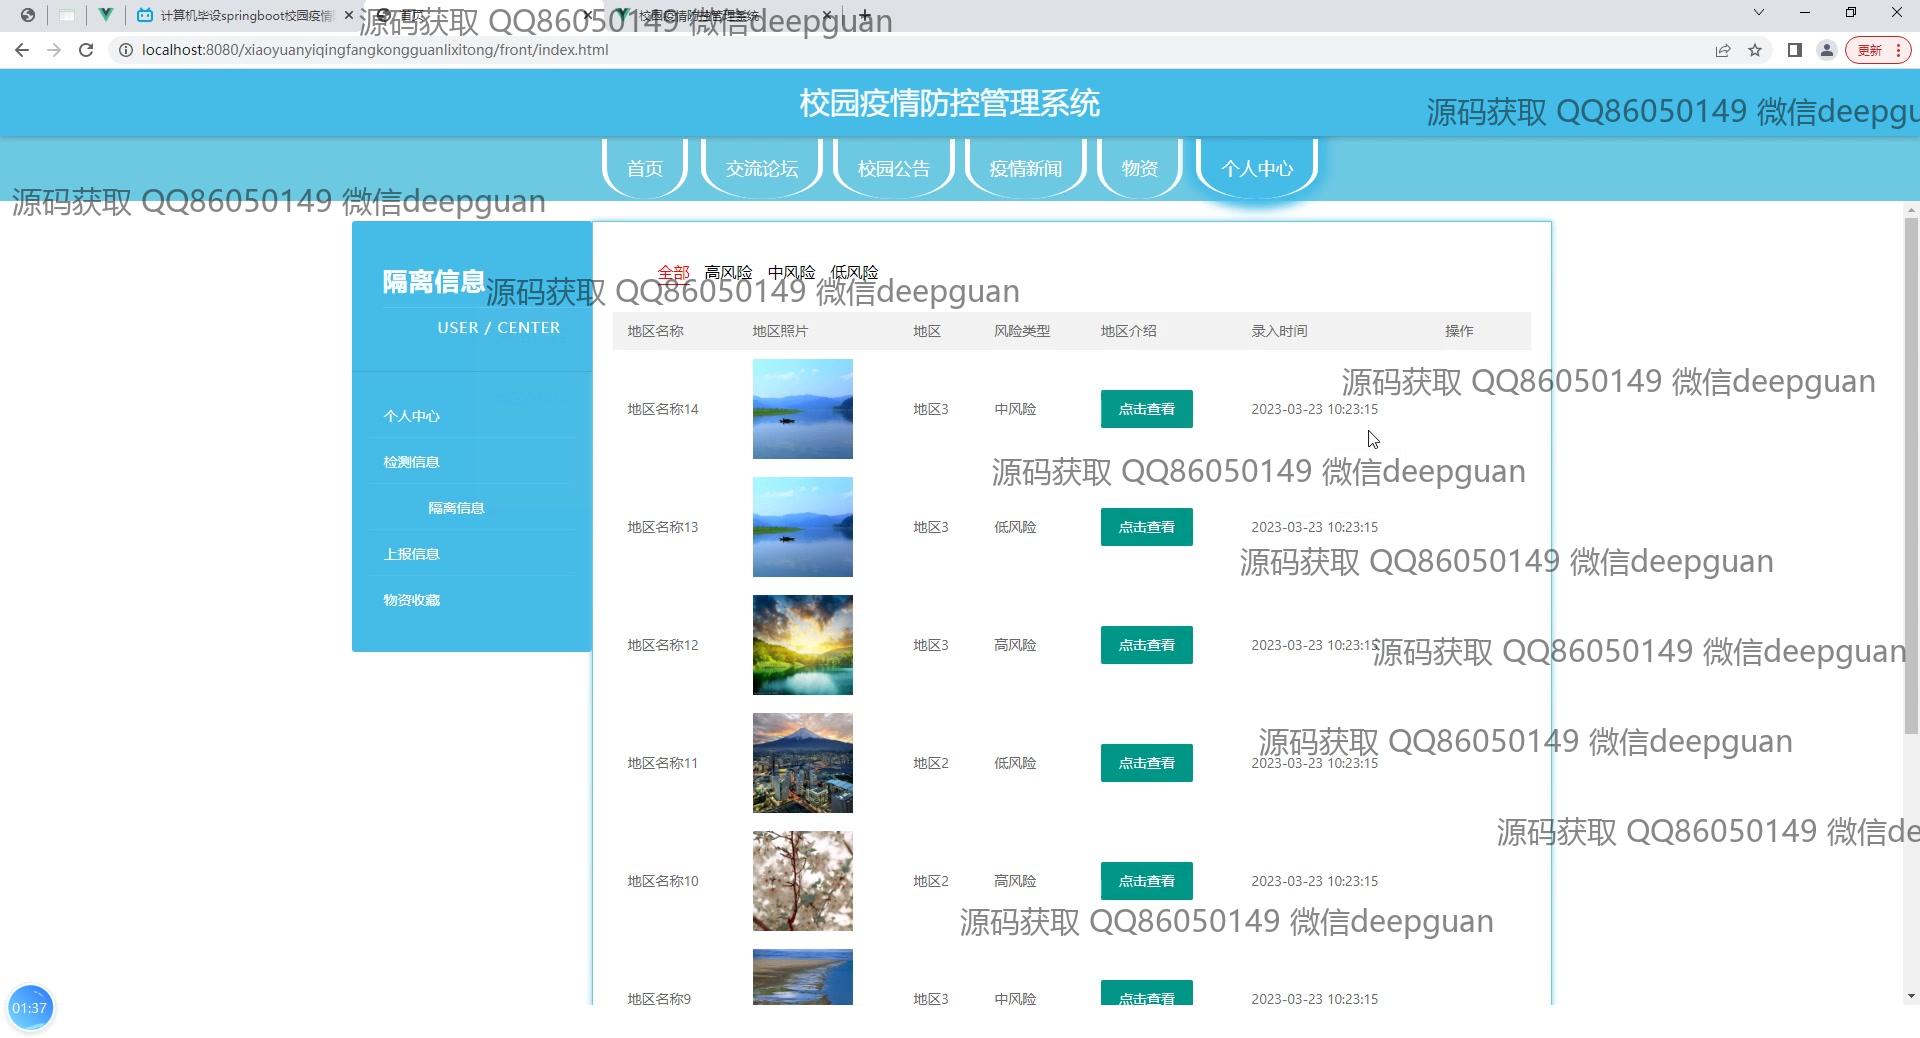 计算机毕设springboot校园疫情
首页
校园疫情防控管理系统
源码获取 QQ86050149 微信deepguan
localhost:8080/xiaoyuanyiqingfangkongguanlixitong/front/index.html
更新
校园疫情防控管理系统
源码获取 QQ86050149 微信deepgu
首页
交流论坛
校园公告
疫情新闻
物资
个人中心
源码获取 QQ86050149 微信deepguan
隔离信息
USER / CENTER
个人中心
检测信息
隔离信息
上报信息
物资收藏
全部 高风险 中风险 低风险
源码获取 QQ86050149 微信deepguan
地区名称 地区照片 地区 风险类型 地区介绍 录入时间 操作
源码获取 QQ86050149 微信deepguan
地区名称14 地区3 中风险 点击查看 2023-03-23 10:23:15
源码获取 QQ86050149 微信deepguan
地区名称13 地区3 低风险 点击查看 2023-03-23 10:23:15
源码获取 QQ86050149 微信deepguan
地区名称12 地区3 高风险 点击查看 2023-03-23 10:23:15
源码获取 QQ86050149 微信deepguan
源码获取 QQ86050149 微信deepguan
地区名称11 地区2 低风险 点击查看 2023-03-23 10:23:15
源码获取 QQ86050149 微信de
地区名称10 地区2 高风险 点击查看 2023-03-23 10:23:15
源码获取 QQ86050149 微信deepguan
地区名称9 地区3 中风险 点击查看 2023-03-23 10:23:15
01:37